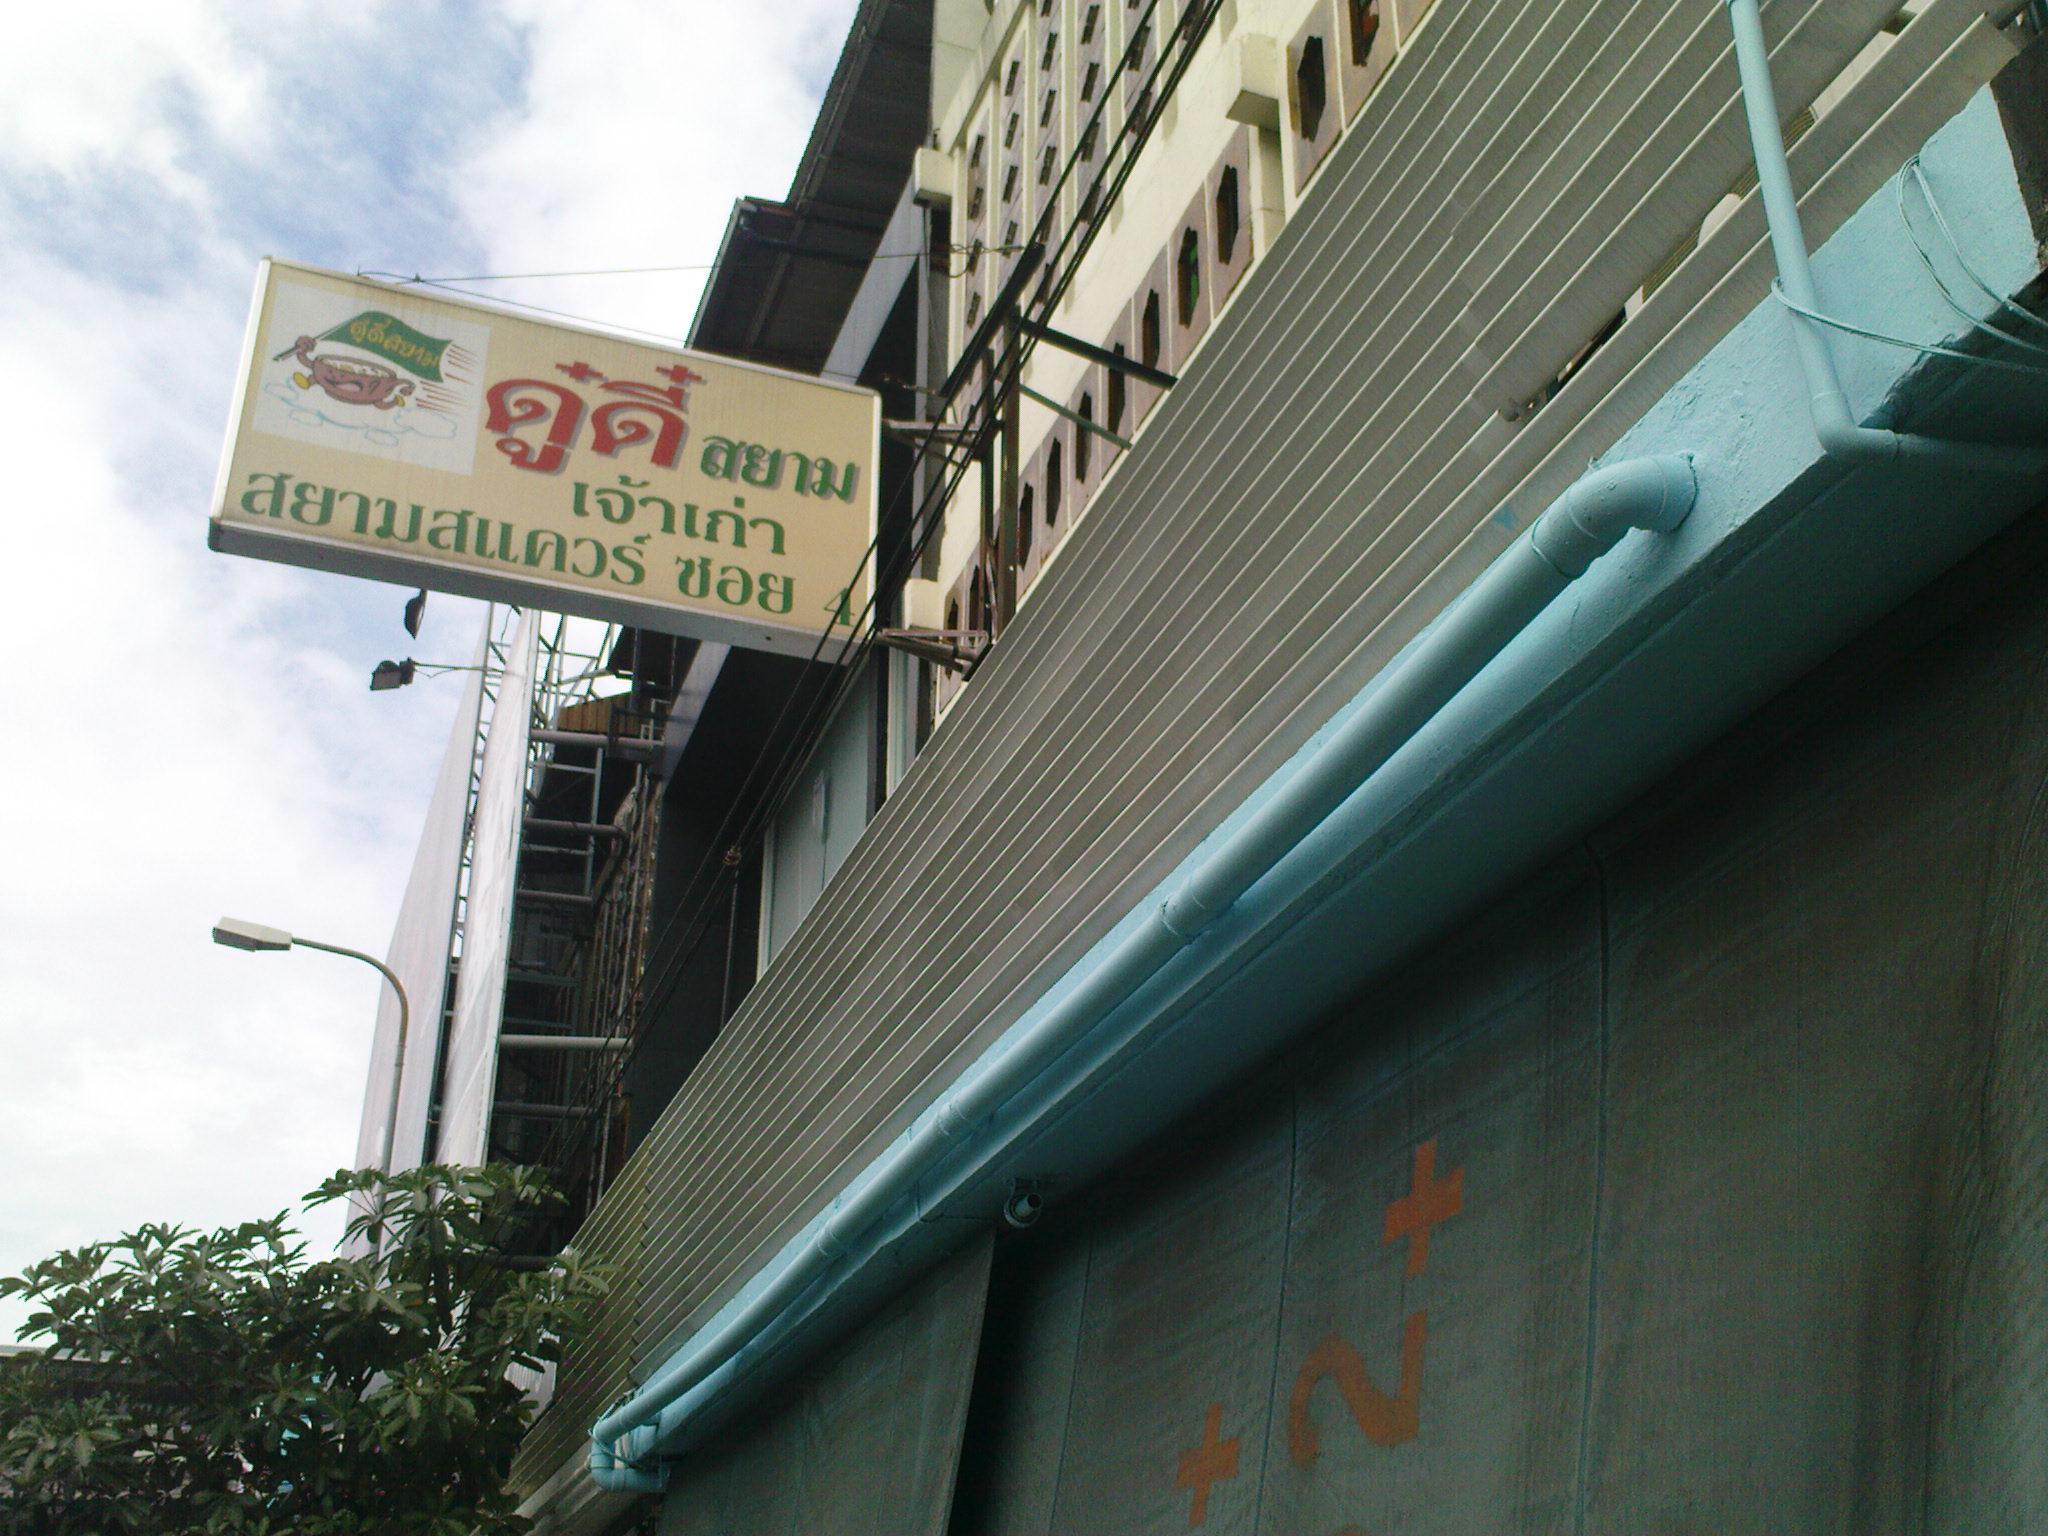 ตู๋ดี๋สยาม
ตู๋ดี๋ สยาม
เจ้าเก่า
สยามสแควร์ ซอย 4
+ 2 +